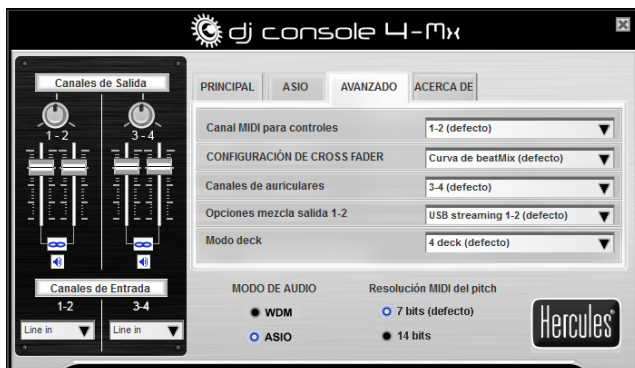 dj console 4-Mx
Canales de Salida
1-2
3-4
Canales de Entrada
1-2
3-4
Line in
Line in
PRINCIPAL
ASIO
AVANZADO
ACERCA DE
Canal MIDI para controles
1-2 (defecto)
CONFIGURACIÓN DE CROSS FADER
Curva de beatMix (defecto)
Canales de auriculares
3-4 (defecto)
Opciones mezcla salida 1-2
USB streaming 1-2 (defecto)
Modo deck
4 deck (defecto)
MODO DE AUDIO
WDM
ASIO
Resolución MIDI del pitch
7 bits (defecto)
14 bits
Hercules